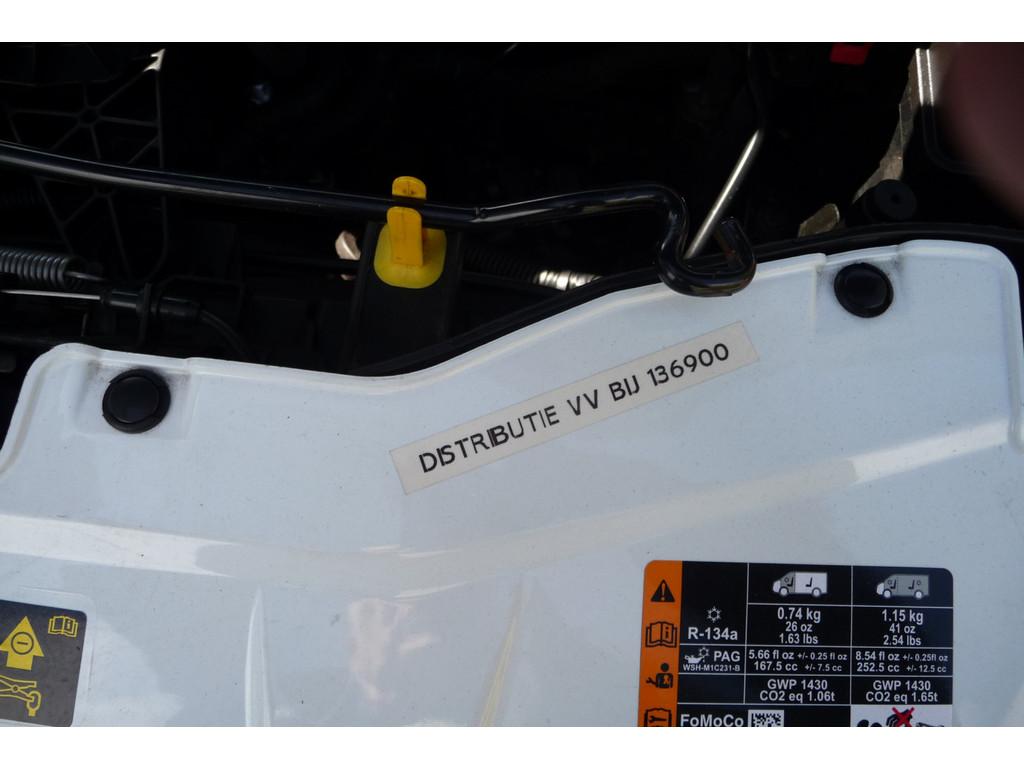 DISTRIBUTIE VV BIJ 136900
0.74 kg
26 oz
1.63 lbs
1.15 kg
41 oz
2.54 lbs
R-134a
PAG
WSH-M1C231-B
5.66 fl oz +/- 0.25 fl oz
167.5 cc +/- 7.5 cc
8.54 fl oz +/- 0.25fl oz
252.5 cc +/- 12.5 cc
GWP 1430
CO2 eq 1.06t
GWP 1430
CO2 eq 1.65t
FoMoCo